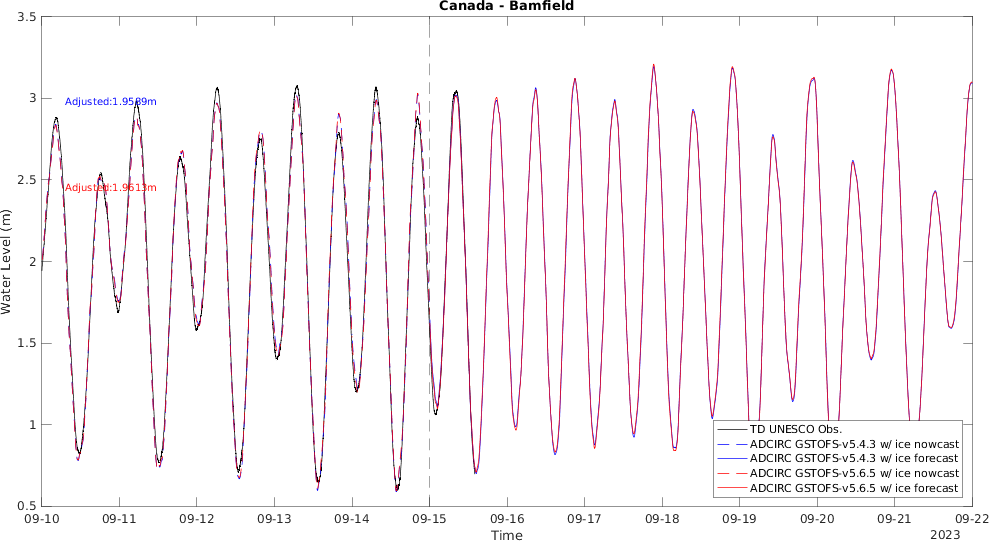 Canada - Bamfield
3.5
3
2.5
2
1.5
1
0.5
Water Level (m)
Adjusted:1.9589m
Adjusted:1.9613m
TD UNESCO Obs.
ADCIRC GSTOFS-v5.4.3 w/ ice nowcast
ADCIRC GSTOFS-v5.4.3 w/ ice forecast
ADCIRC GSTOFS-v5.6.5 w/ ice nowcast
ADCIRC GSTOFS-v5.6.5 w/ ice forecast
09-10 09-11 09-12 09-13 09-14 09-15 09-16 09-17 09-18 09-19 09-20 09-21 09-22
Time
2023